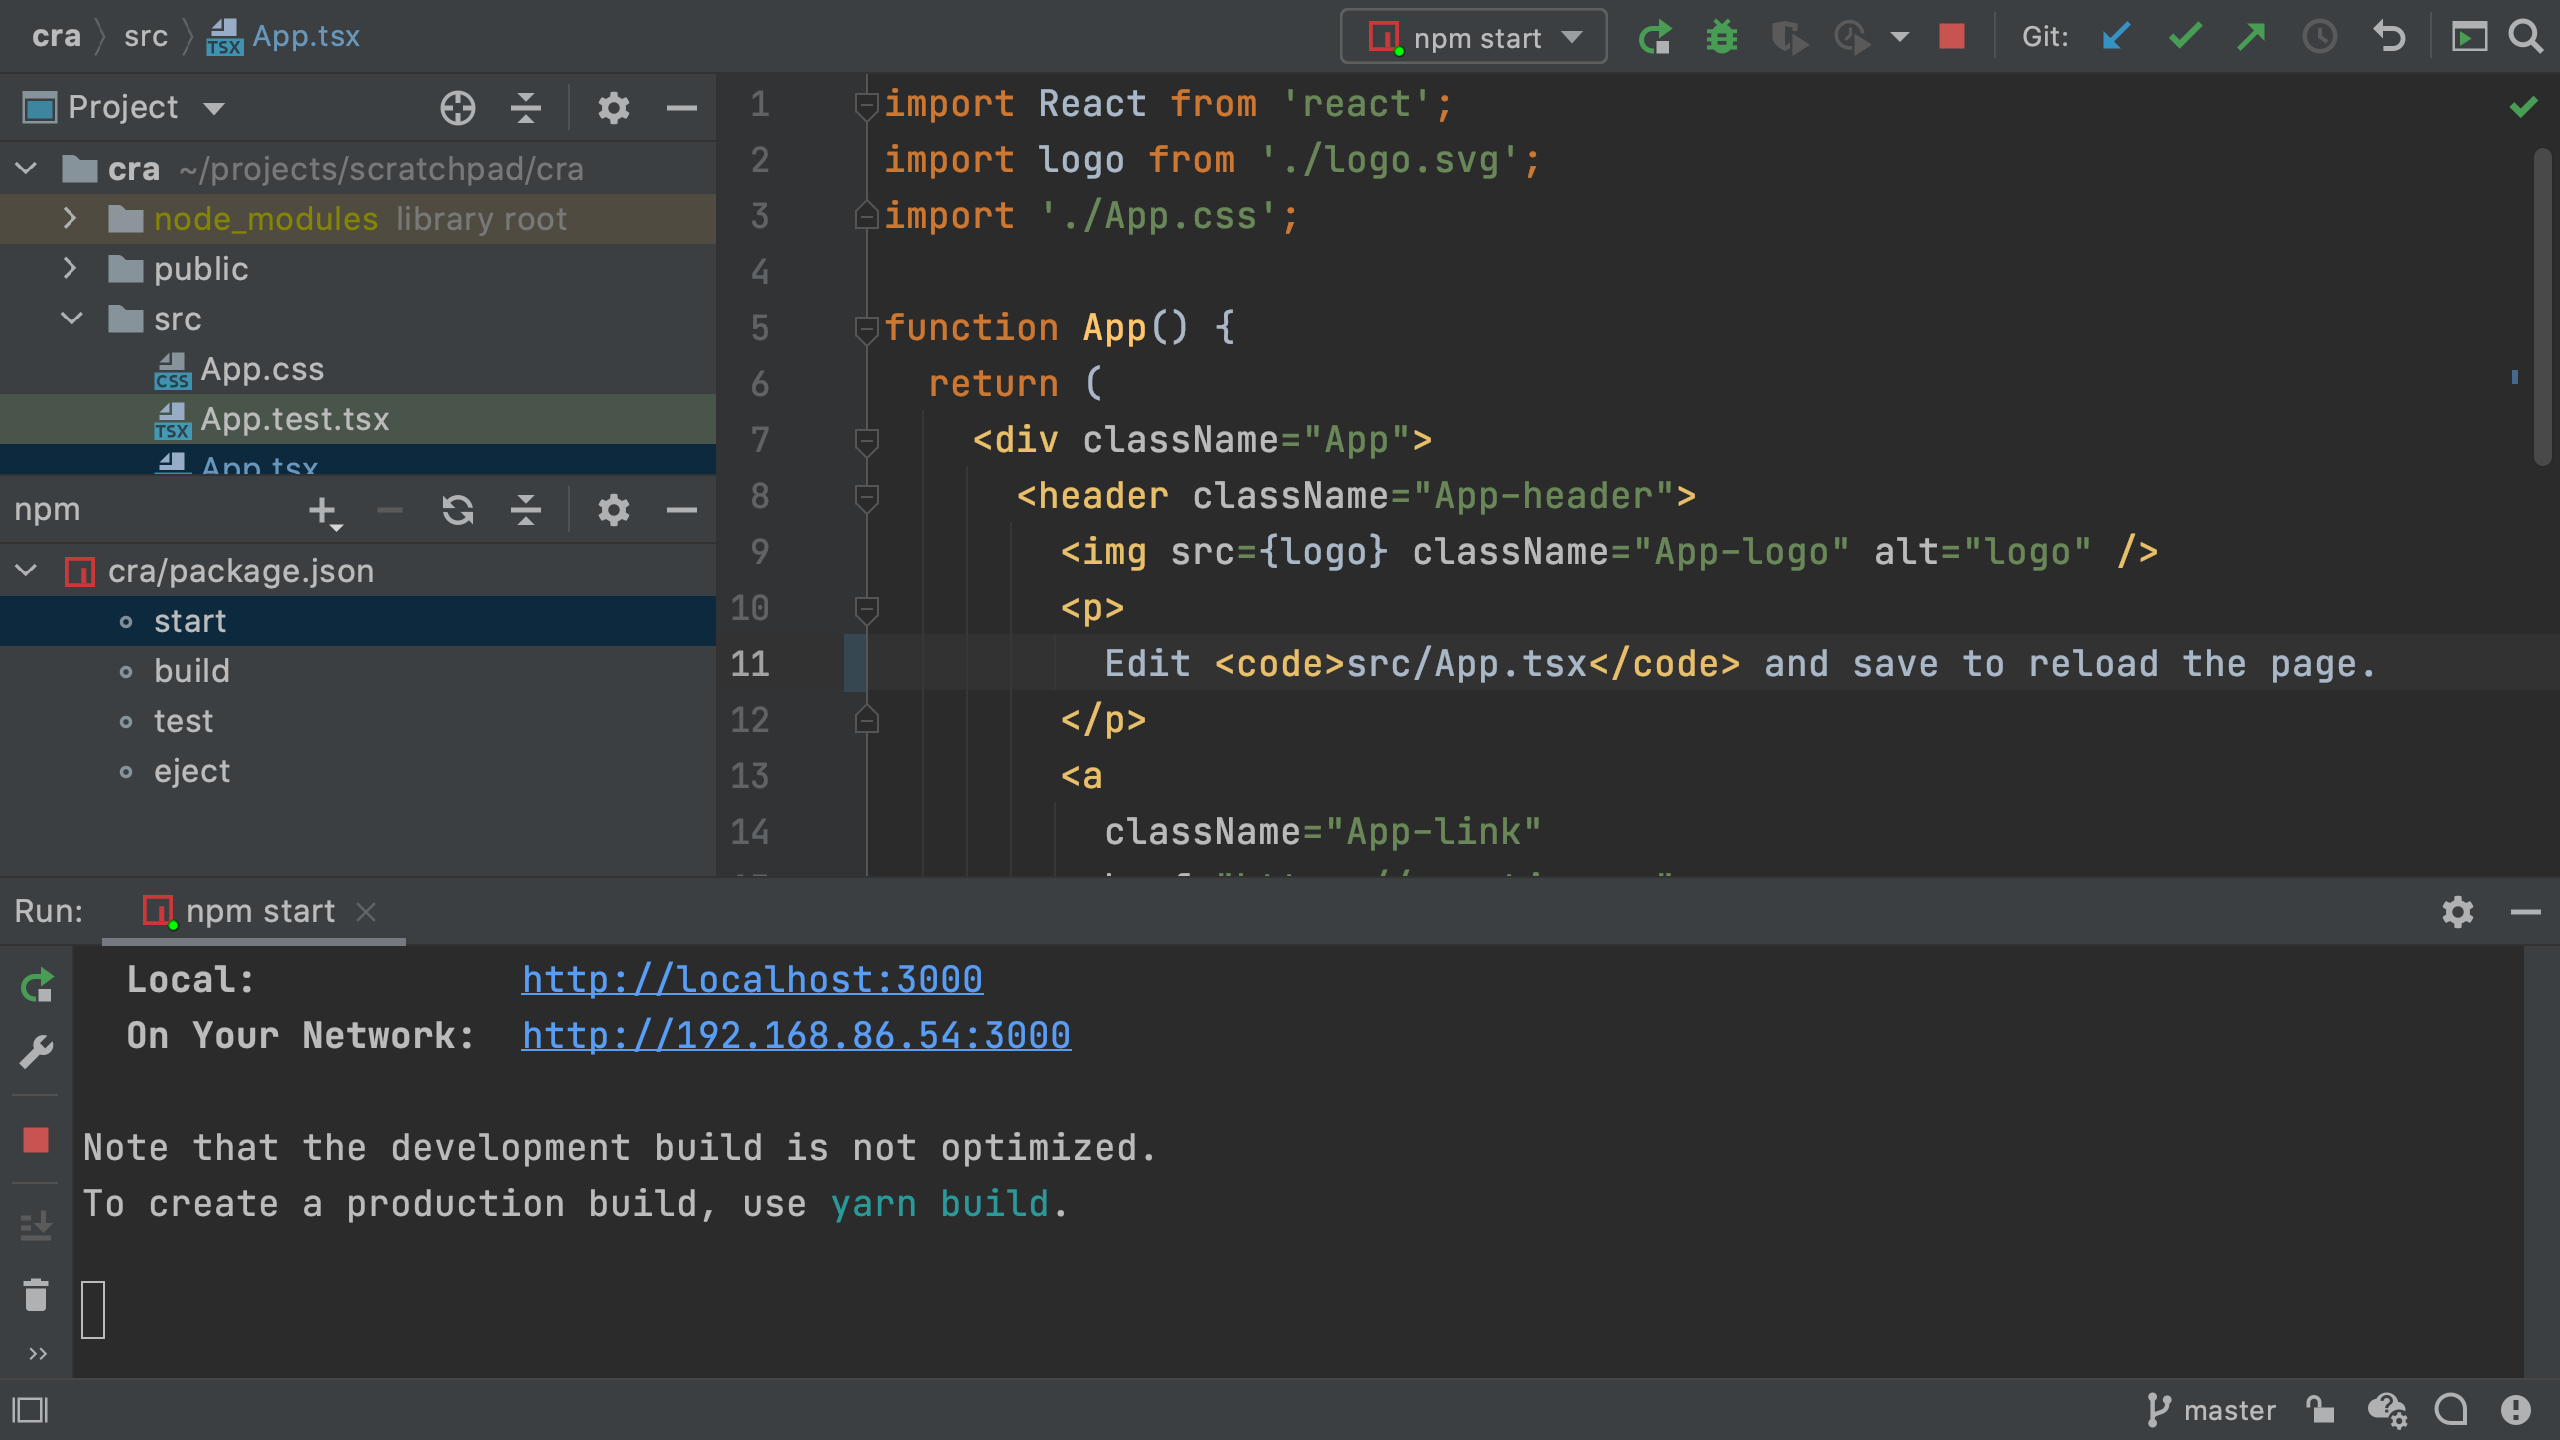 cra src App.tsx
npm start Git:
Project
cra ~/projects/scratchpad/cra
node_modules library root
public
src
CSS App.css
TSX App.test.tsx
App.tsx
npm
cra/package.json
start
build
test
eject
1 import React from 'react';
2 import logo from './logo.svg';
3 import './App.css';
4
5 function App() {
6 return (
7 <div className="App">
8 <header className="App-header">
9 <img src={logo} className="App-logo" alt="logo" />
10 <p>
11 Edit <code>src/App.tsx</code> and save to reload the page.
12 </p>
13 <a
14 className="App-link"
Run: npm start
Local: http://localhost:3000
On Your Network: http://192.168.86.54:3000
Note that the development build is not optimized.
To create a production build, use yarn build.
master